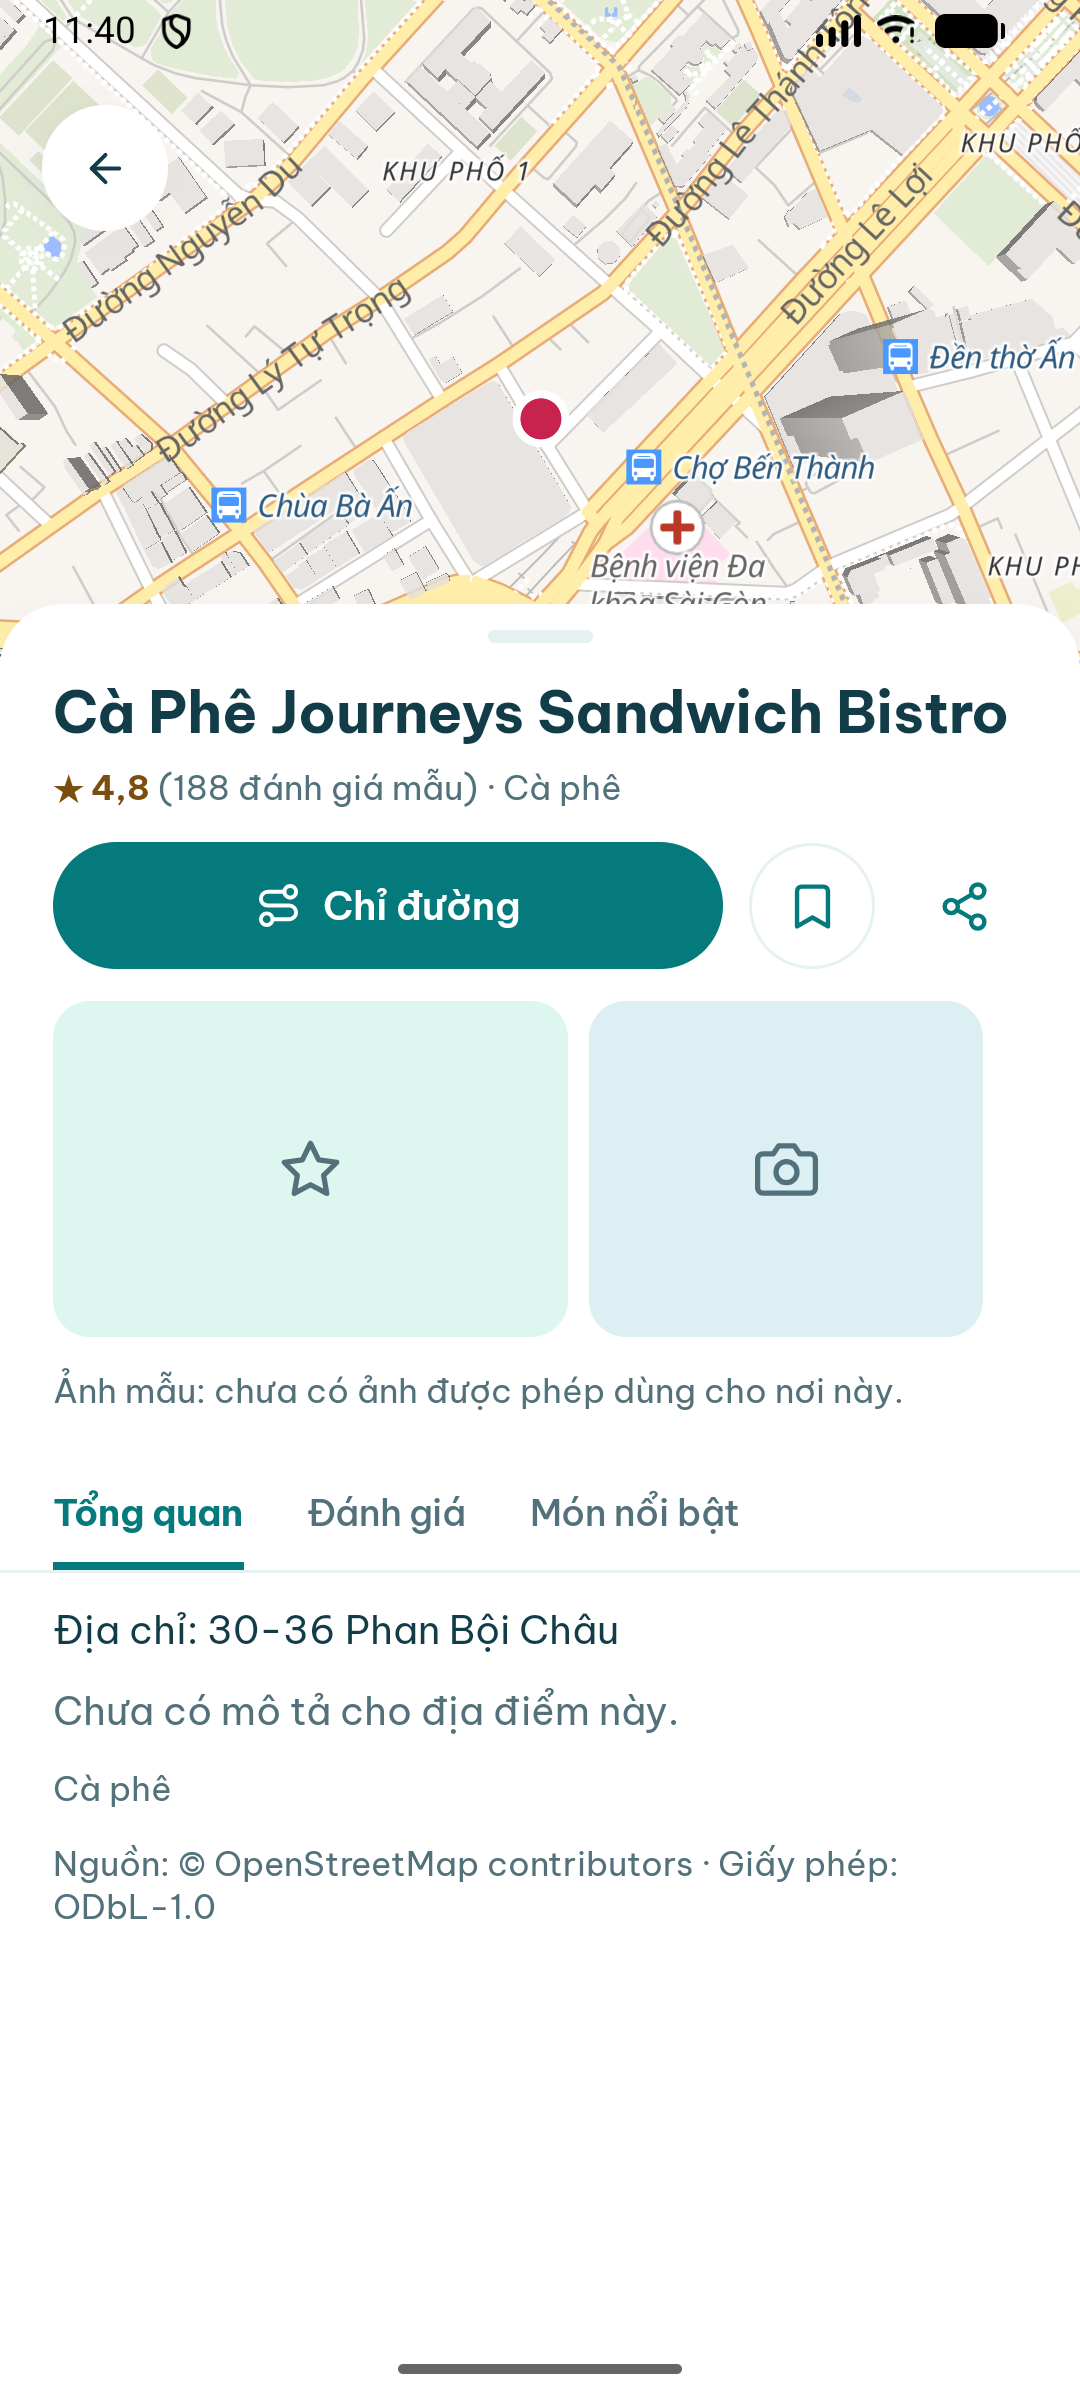 11:40
Đường Nguyễn Du
KHU PHỐ 1
Đường Lê Thánh Tôn
KHU PHỐ
Đường Lê Lợi
Đường Lý Tự Trọng
Đền thờ Ấn
Chợ Bến Thành
Chùa Bà Ấn
Bệnh viện Đa
khoa Sài Gòn
KHU PH
Cà Phê Journeys Sandwich Bistro
★ 4,8 (188 đánh giá mẫu) · Cà phê
Chỉ đường
Ảnh mẫu: chưa có ảnh được phép dùng cho nơi này.
Tổng quan
Đánh giá
Món nổi bật
Địa chỉ: 30-36 Phan Bội Châu
Chưa có mô tả cho địa điểm này.
Cà phê
Nguồn: © OpenStreetMap contributors · Giấy phép:
ODbL-1.0